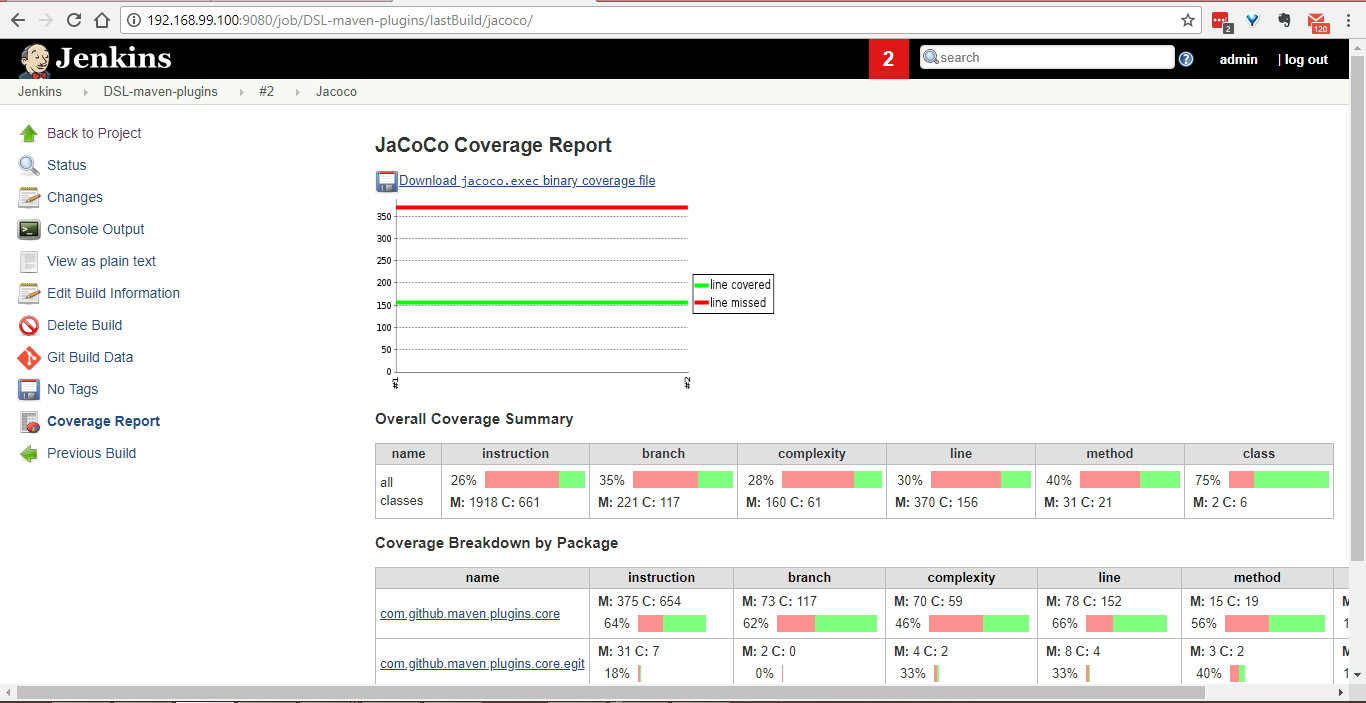 192.168.99.100:9080/job/DSL-maven-plugins/lastBuild/jacoco/
2
120
Jenkins
2
search
?
admin
| log out
Jenkins
DSL-maven-plugins
#2
Jacoco
Back to Project
Status
Changes
Console Output
View as plain text
Edit Build Information
Delete Build
Git Build Data
No Tags
Coverage Report
Previous Build
JaCoCo Coverage Report
Download jacoco.exec binary coverage file
350
300
250
200
150
100
50
0
#1
#2
line covered
line missed
Overall Coverage Summary
name instruction branch complexity line method class
all classes
26% 35% 28% 30% 40% 75%
M: 1918 C: 661 M: 221 C: 117 M: 160 C: 61 M: 370 C: 156 M: 31 C: 21 M: 2 C: 6
Coverage Breakdown by Package
name instruction branch complexity line method
com.github.maven.plugins.core
M: 375 C: 654 M: 73 C: 117 M: 70 C: 59 M: 78 C: 152 M: 15 C: 19
64% 62% 46% 66% 56%
com.github.maven.plugins.core.egit
M: 31 C: 7 M: 2 C: 0 M: 4 C: 2 M: 8 C: 4 M: 3 C: 2
18% 0% 33% 33% 40%